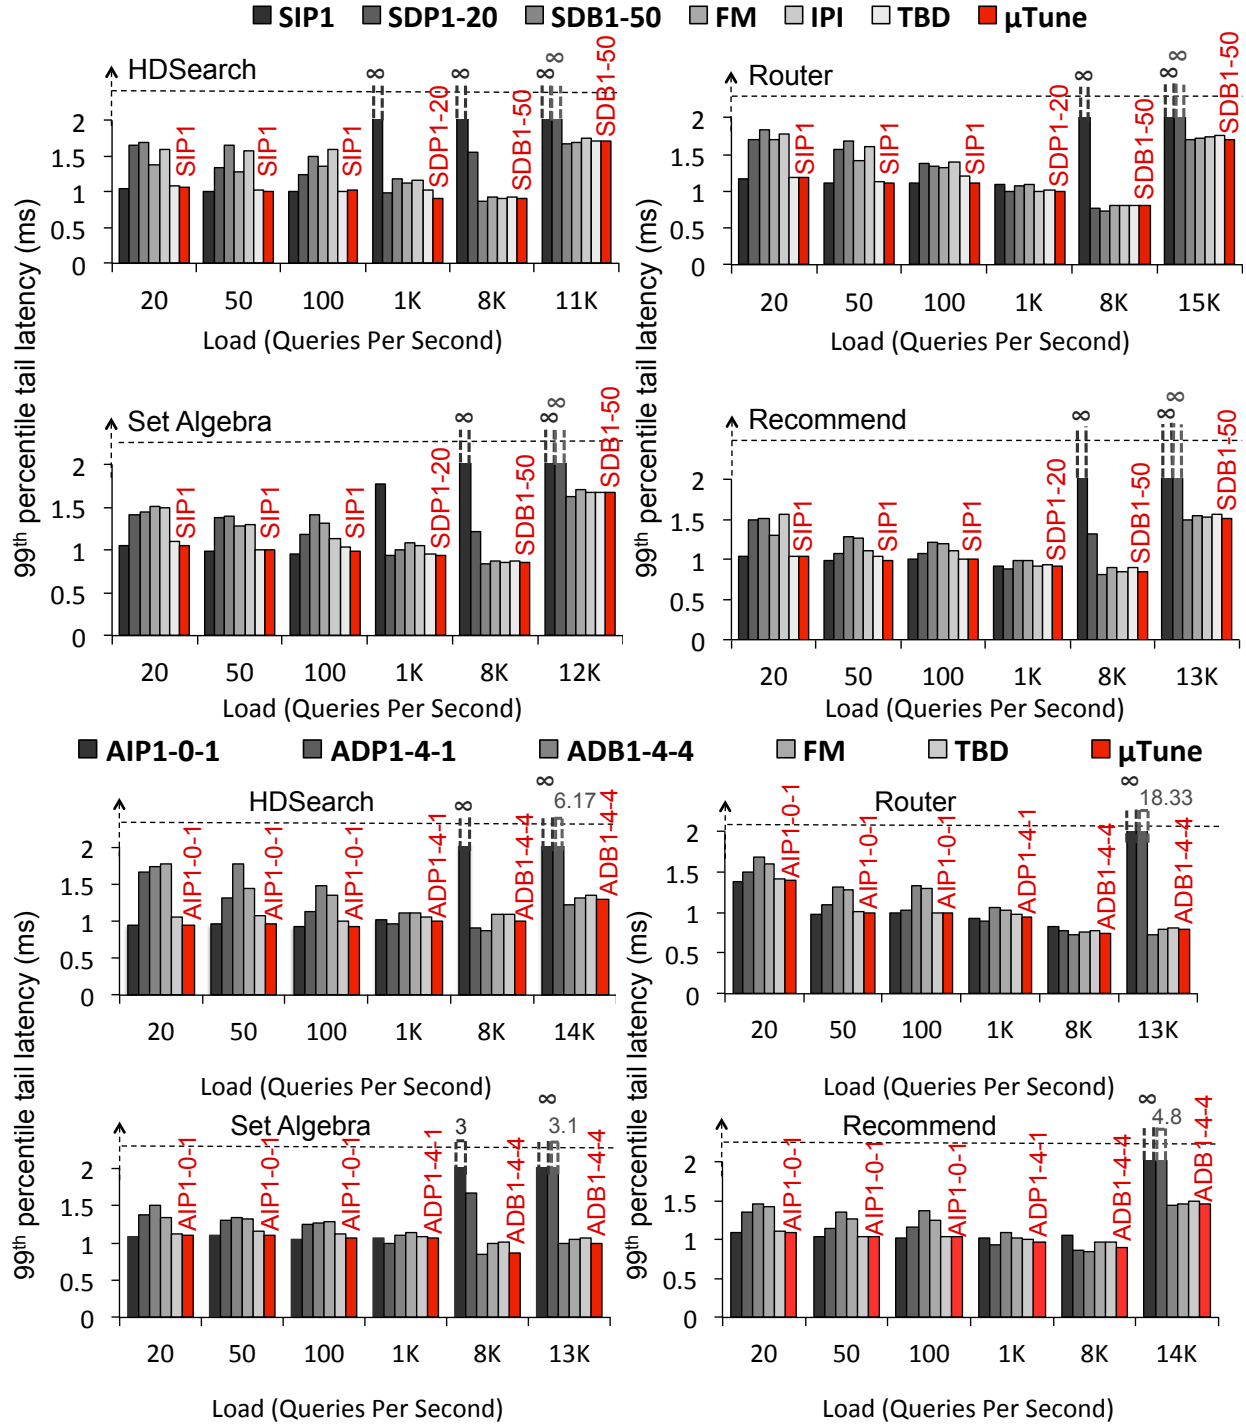 SIP1 SDP1-20 SDB1-50 FM IPI TBD µTune
99th percentile tail latency (ms)
HDSearch
∞ ∞ ∞ ∞
2
1.5
1
0.5
0
SIP1 SIP1 SIP1 SDP1-20 SDB1-50 SDB1-50
20 50 100 1K 8K 11K
Load (Queries Per Second)
99th percentile tail latency (ms)
Router
∞ ∞ ∞
2
1.5
1
0.5
0
SIP1 SIP1 SIP1 SDP1-20 SDB1-50 SDB1-50
20 50 100 1K 8K 15K
Load (Queries Per Second)
Set Algebra
∞ ∞ ∞
2
1.5
1
0.5
0
SIP1 SIP1 SIP1 SDP1-20 SDB1-50 SDB1-50
20 50 100 1K 8K 12K
Load (Queries Per Second)
Recommend
∞ ∞ ∞
2
1.5
1
0.5
0
SIP1 SIP1 SIP1 SDP1-20 SDB1-50 SDB1-50
20 50 100 1K 8K 13K
Load (Queries Per Second)
AIP1-0-1 ADP1-4-1 ADB1-4-4 FM TBD µTune
99th percentile tail latency (ms)
HDSearch
∞ ∞ 6.17
2
1.5
1
0.5
0
AIP1-0-1 AIP1-0-1 AIP1-0-1 ADP1-4-1 ADB1-4-4 ADB1-4-4
20 50 100 1K 8K 14K
Load (Queries Per Second)
99th percentile tail latency (ms)
Router
∞ 18.33
2
1.5
1
0.5
0
AIP1-0-1 AIP1-0-1 AIP1-0-1 ADP1-4-1 ADB1-4-4 ADB1-4-4
20 50 100 1K 8K 13K
Load (Queries Per Second)
Set Algebra
3 ∞ 3.1
2
1.5
1
0.5
0
AIP1-0-1 AIP1-0-1 AIP1-0-1 ADP1-4-1 ADB1-4-4 ADB1-4-4
20 50 100 1K 8K 13K
Load (Queries Per Second)
Recommend
∞ 4.8
2
1.5
1
0.5
0
AIP1-0-1 AIP1-0-1 AIP1-0-1 ADP1-4-1 ADB1-4-4 ADB1-4-4
20 50 100 1K 8K 14K
Load (Queries Per Second)